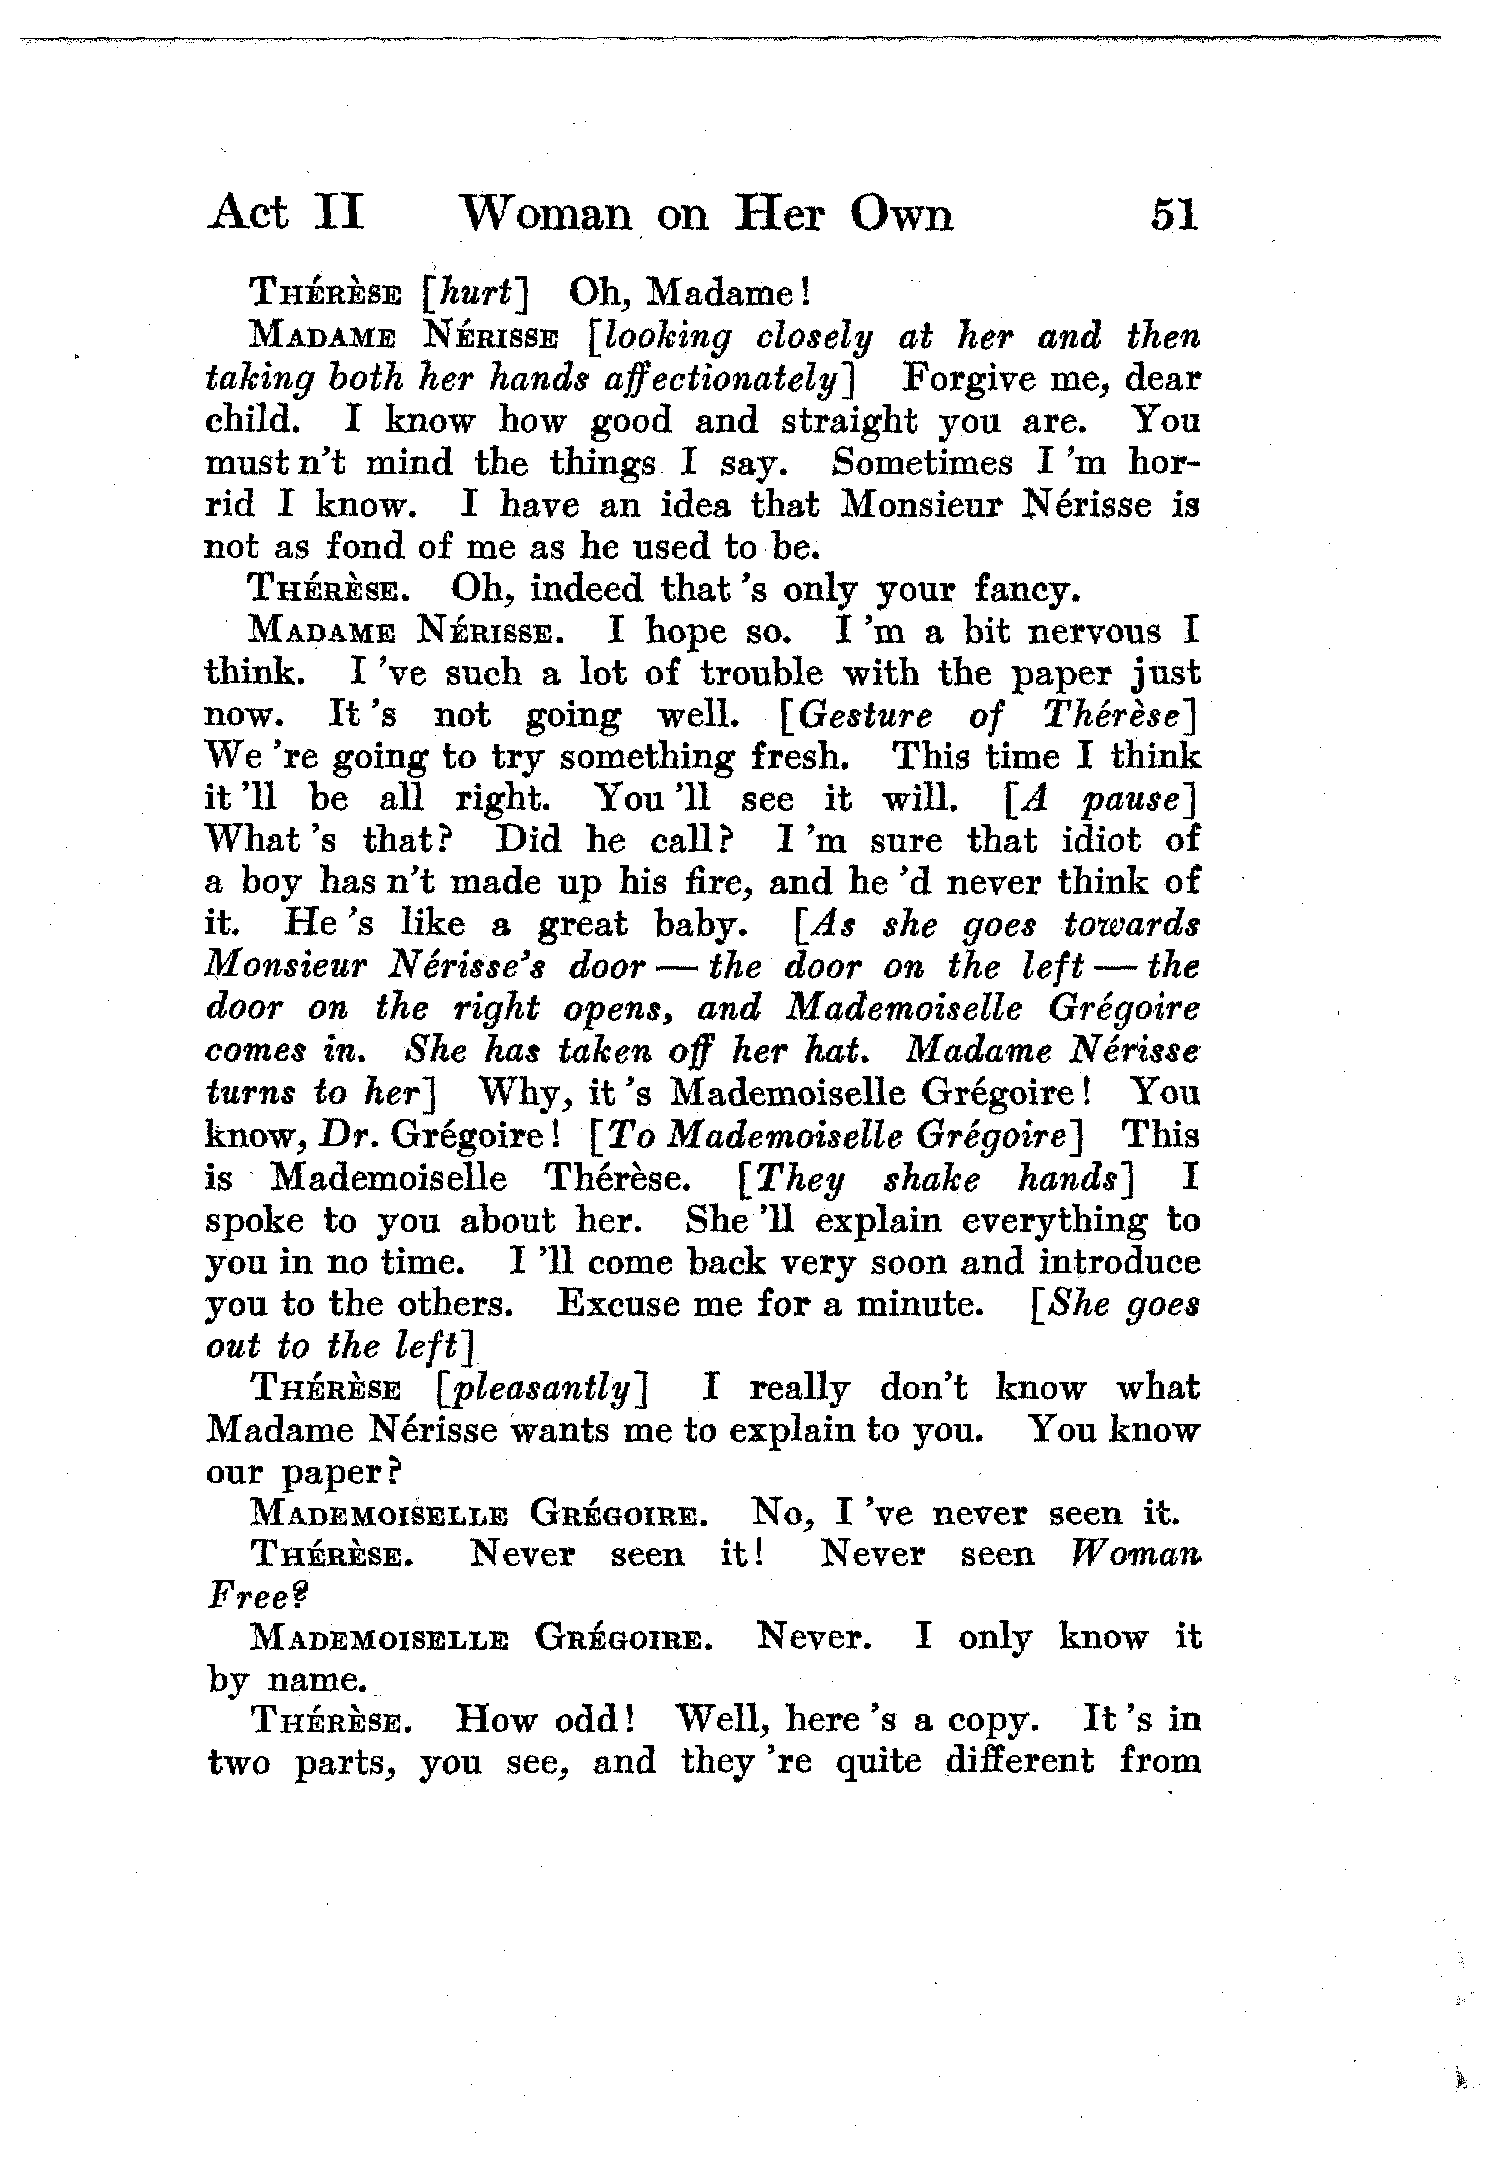 Act II Woman on Her Own 51
THÉRÈSE [hurt] Oh, Madame!
MADAME NÉRISSE [looking closely at her and then
taking both her hands affectionately] Forgive me, dear
child. I know how good and straight you are. You
must n't mind the things I say. Sometimes I 'm hor-
rid I know. I have an idea that Monsieur Nérisse is
not as fond of me as he used to be.
THÉRÈSE. Oh, indeed that 's only your fancy.
MADAME NÉRISSE. I hope so. I 'm a bit nervous I
think. I 've such a lot of trouble with the paper just
now. It 's not going well. [Gesture of Thérèse]
We 're going to try something fresh. This time I think
it 'll be all right. You 'll see it will. [A pause]
What 's that? Did he call? I 'm sure that idiot of
a boy has n't made up his fire, and he 'd never think of
it. He 's like a great baby. [As she goes towards
Monsieur Nérisse's door — the door on the left — the
door on the right opens, and Mademoiselle Grégoire
comes in. She has taken off her hat. Madame Nérisse
turns to her] Why, it 's Mademoiselle Grégoire! You
know, Dr. Grégoire! [To Mademoiselle Grégoire] This
is Mademoiselle Thérèse. [They shake hands] I
spoke to you about her. She 'll explain everything to
you in no time. I 'll come back very soon and introduce
you to the others. Excuse me for a minute. [She goes
out to the left]
THÉRÈSE [pleasantly] I really don't know what
Madame Nérisse wants me to explain to you. You know
our paper?
MADEMOISELLE GRÉGOIRE. No, I 've never seen it.
THÉRÈSE. Never seen it! Never seen Woman
Free?
MADEMOISELLE GRÉGOIRE. Never. I only know it
by name.
THÉRÈSE. How odd! Well, here 's a copy. It 's in
two parts, you see, and they 're quite different from